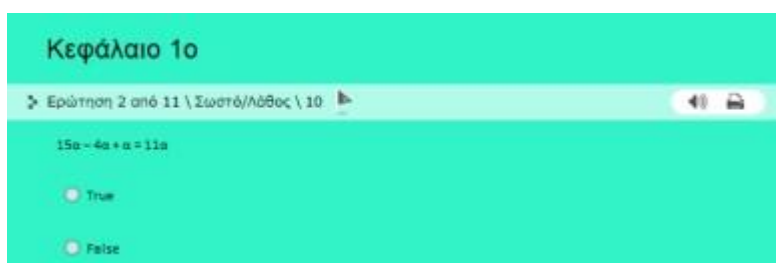 Κεφάλαιο 1ο
Ερώτηση 2 από 11 \ Σωστό/Λάθος \ 10
15α - 4α + α = 11α
True
False